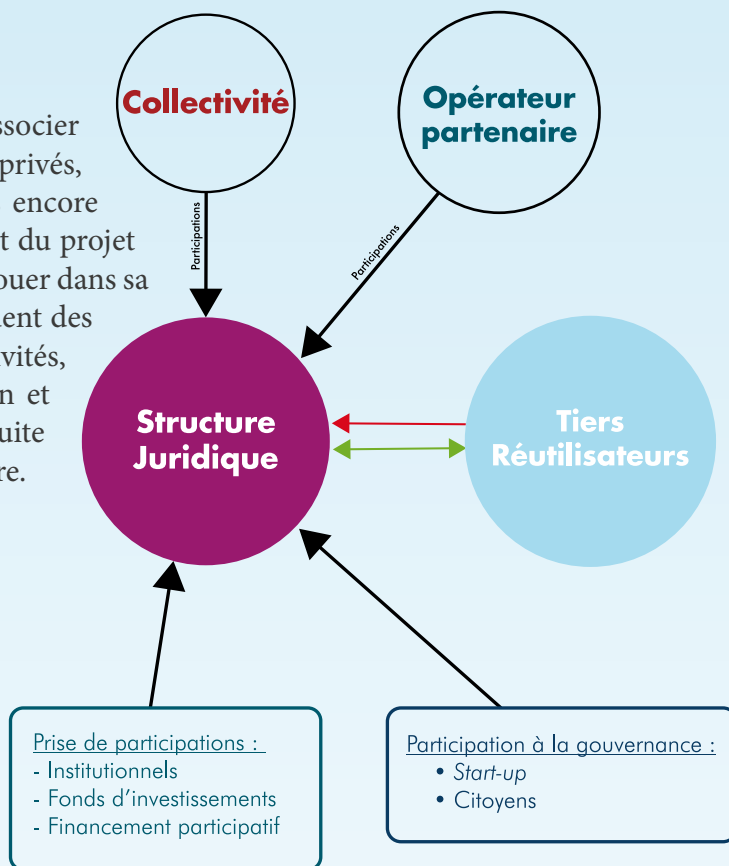 Collectivité
Opérateur
partenaire
ssocier
privés,
encore
t du projet
ouer dans sa
ent des
vités,
n et
uite
re.
Participations
Participations
Structure
Juridique
Tiers
Réutilisateurs
Prise de participations :
- Institutionnels
- Fonds d'investissements
- Financement participatif
Participation à la gouvernance :
• Start-up
• Citoyens